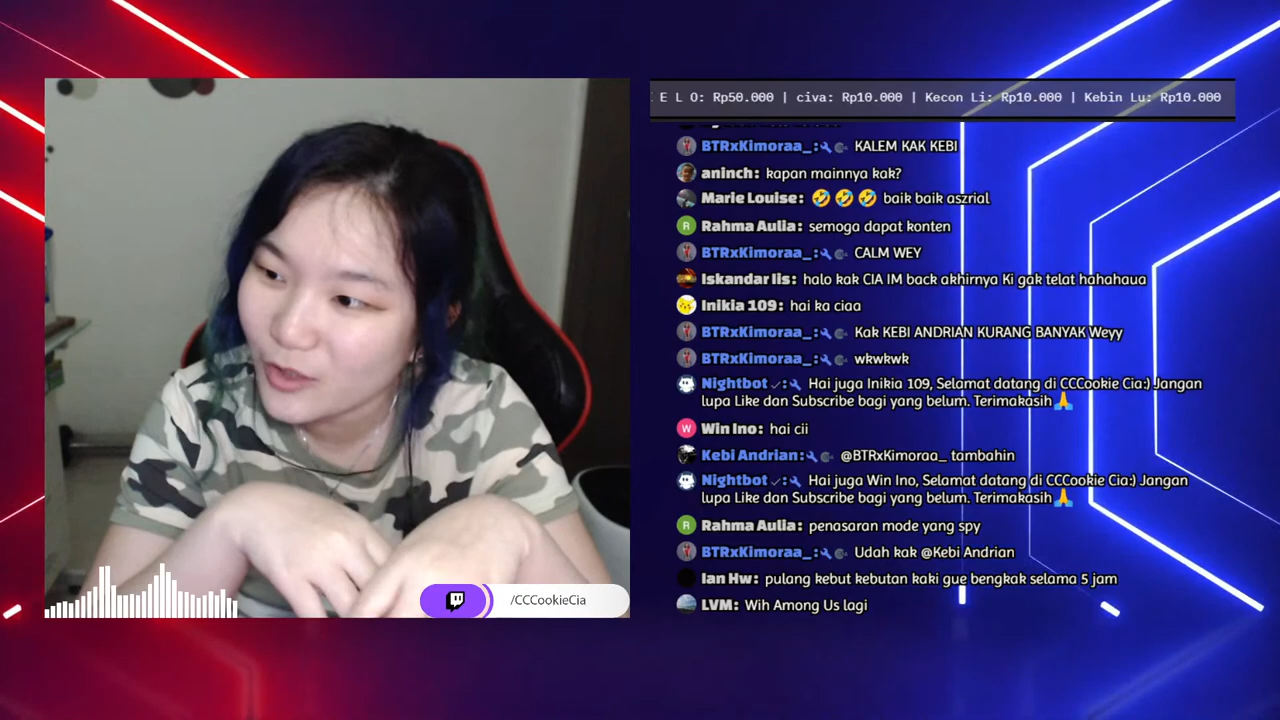 E L O: Rp50.000 | civa: Rp10.000 | Kecon Li: Rp10.000 | Kebin Lu: Rp10.000
BTRxKimoraa_: KALEM KAK KEBI
aninch: kapan mainnya kak?
Marie Louise: 🤣 🤣 🤣 baik baik aszrial
R Rahma Aulia: semoga dapat konten
BTRxKimoraa_: CALM WEY
Iskandar Iis: halo kak CIA IM back akhirnya Ki gak telat hahahaua
Inikia 109: hai ka ciaa
BTRxKimoraa_: Kak KEBI ANDRIAN KURANG BANYAK Weyy
BTRxKimoraa_: wkwkwk
Nightbot ✓: Hai juga Inikia 109, Selamat datang di CCCookie Cia:) Jangan
lupa Like dan Subscribe bagi yang belum. Terimakasih 🙏
W Win Ino: hai cii
Kebi Andrian: @BTRxKimoraa_ tambahin
Nightbot ✓: Hai juga Win Ino, Selamat datang di CCCookie Cia:) Jangan
lupa Like dan Subscribe bagi yang belum. Terimakasih 🙏
R Rahma Aulia: penasaran mode yang spy
BTRxKimoraa_: Udah kak @Kebi Andrian
Ian Hw: pulang kebut kebutan kaki gue bengkak selama 5 jam
LVM: Wih Among Us lagi
/CCCookieCia